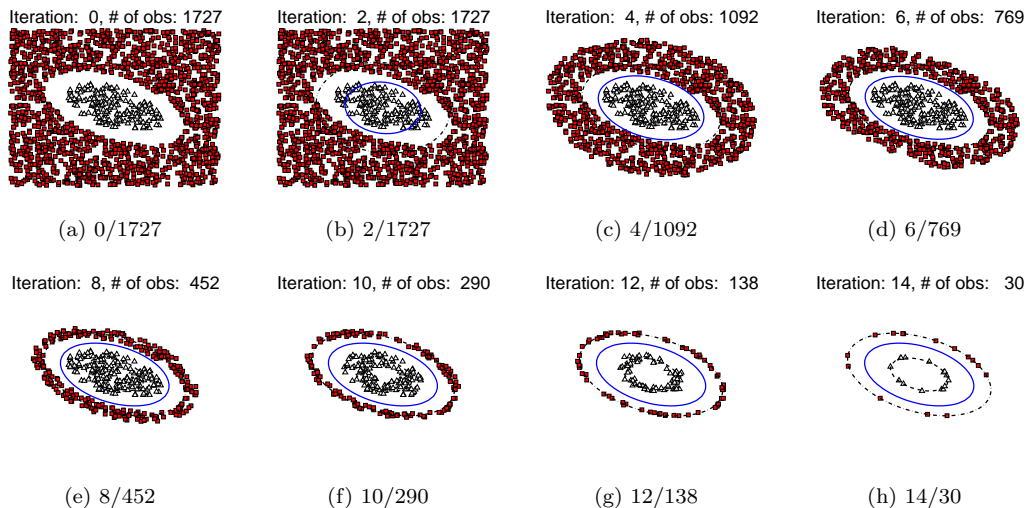 Iteration: 0, # of obs: 1727
Iteration: 2, # of obs: 1727
Iteration: 4, # of obs: 1092
Iteration: 6, # of obs: 769
(a) 0/1727
(b) 2/1727
(c) 4/1092
(d) 6/769
Iteration: 8, # of obs: 452
Iteration: 10, # of obs: 290
Iteration: 12, # of obs: 138
Iteration: 14, # of obs: 30
(e) 8/452
(f) 10/290
(g) 12/138
(h) 14/30